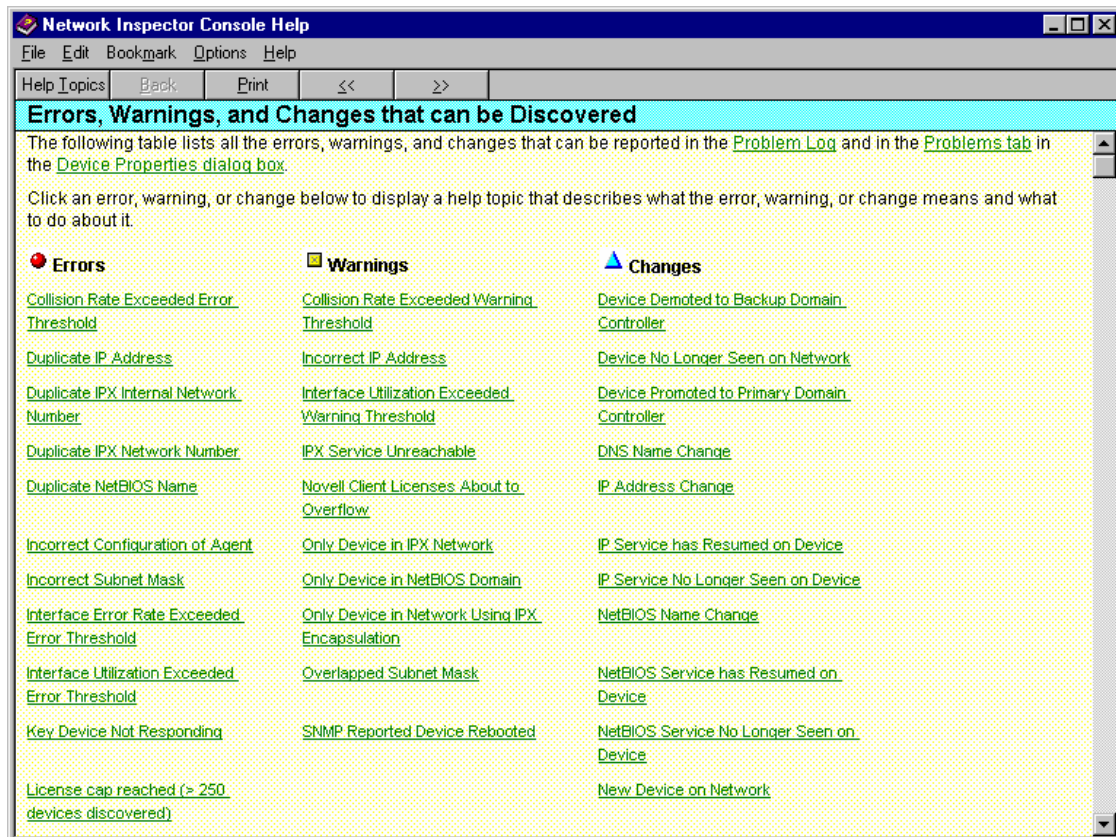 Network Inspector Console Help
File Edit Bookmark Options Help
Help Topics Back Print << >>
Errors, Warnings, and Changes that can be Discovered
The following table lists all the errors, warnings, and changes that can be reported in the Problem Log and in the Problems tab in
the Device Properties dialog box.
Click an error, warning, or change below to display a help topic that describes what the error, warning, or change means and what
to do about it.
Errors Warnings Changes
Collision Rate Exceeded Error Collision Rate Exceeded Warning Device Demoted to Backup Domain
Threshold Threshold Controller
Duplicate IP Address Incorrect IP Address Device No Longer Seen on Network
Duplicate IPX Internal Network Interface Utilization Exceeded Device Promoted to Primary Domain
Number Warning Threshold Controller
Duplicate IPX Network Number IPX Service Unreachable DNS Name Change
Duplicate NetBIOS Name Novell Client Licenses About to IP Address Change
Overflow
Incorrect Configuration of Agent Only Device in IPX Network IP Service has Resumed on Device
Incorrect Subnet Mask Only Device in NetBIOS Domain IP Service No Longer Seen on Device
Interface Error Rate Exceeded Only Device in Network Using IPX NetBIOS Name Change
Error Threshold Encapsulation
Interface Utilization Exceeded Overlapped Subnet Mask NetBIOS Service has Resumed on
Error Threshold Device
Key Device Not Responding SNMP Reported Device Rebooted NetBIOS Service No Longer Seen on
Device
License cap reached (> 250 New Device on Network
devices discovered)